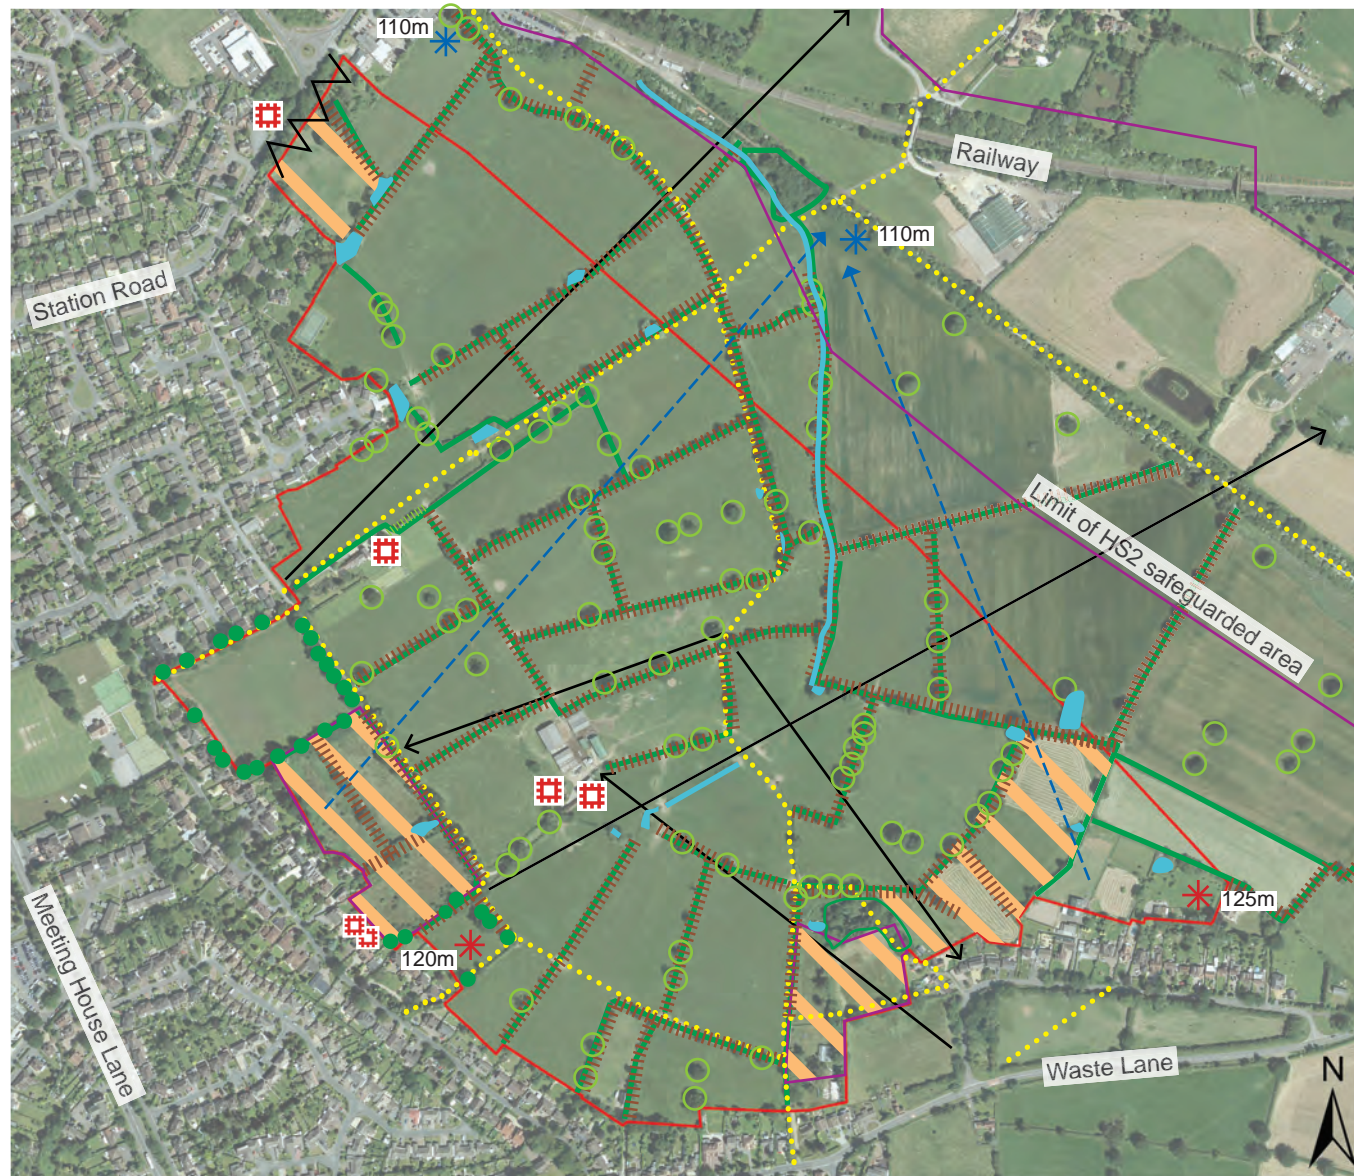 110m
Railway
110m
Station Road
Limit of HS2 safeguarded area
125m
120m
Meeting House Lane
Waste Lane
N